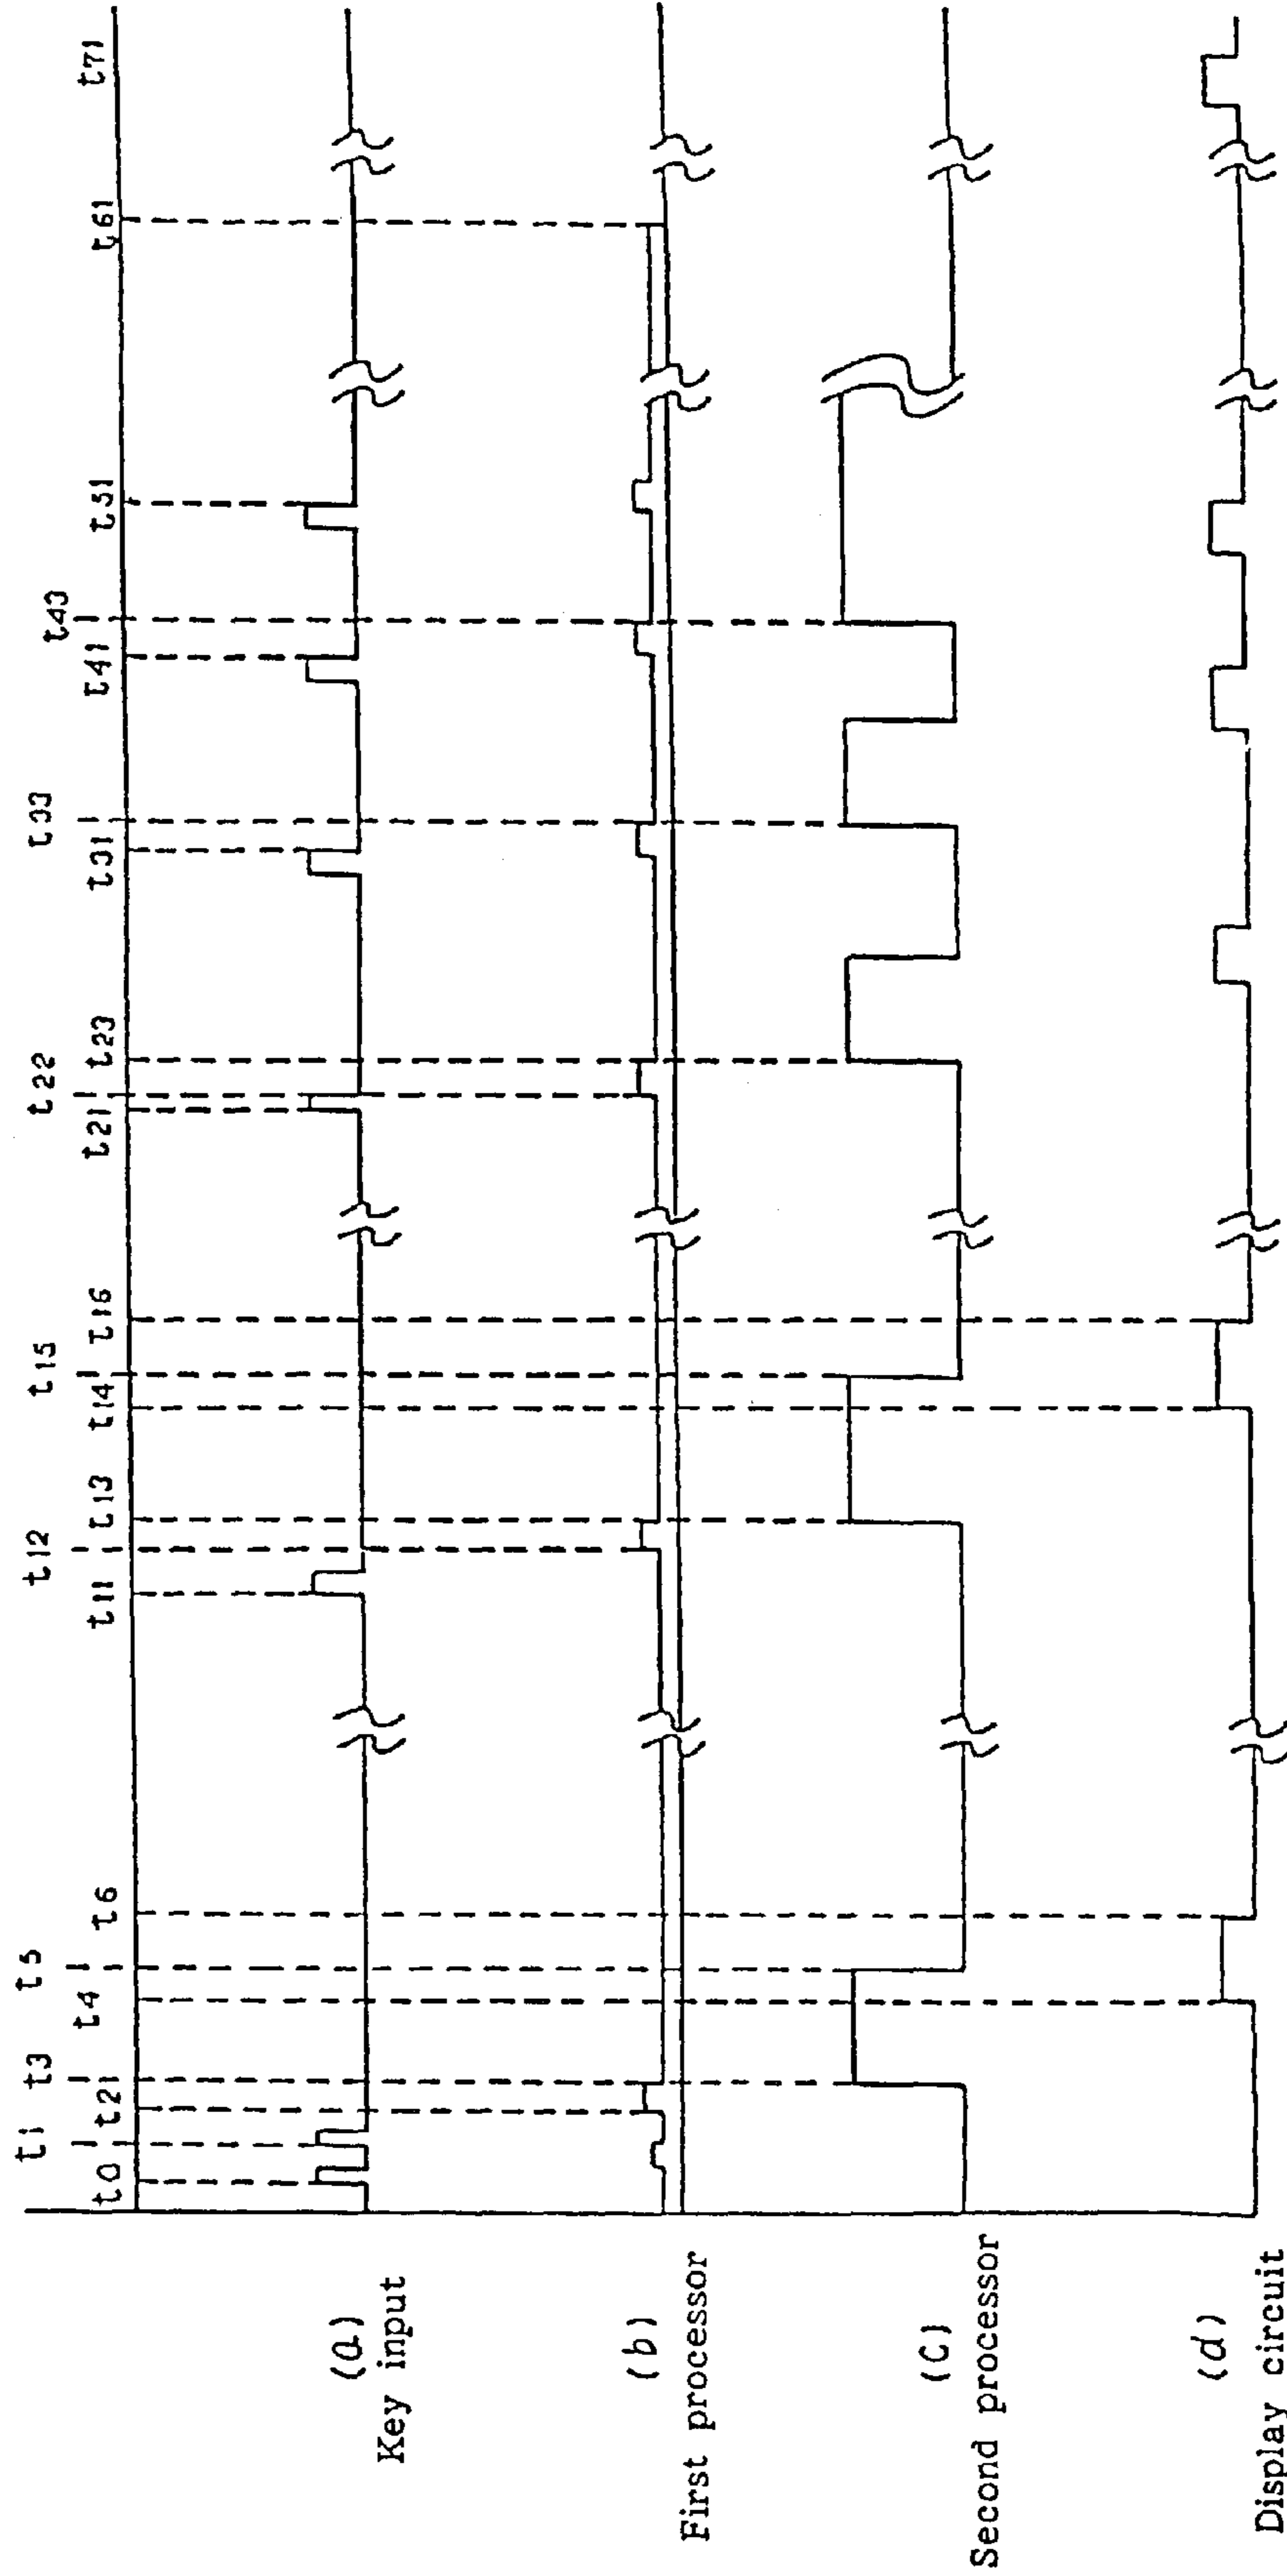 t1 t3 t5 t12 t15 t22 t33 t43
t0 t2 t4 t6 t11 t13 t14 t16 t21 t23 t31 t41 t51 t61 t71
(a)
Key input
(b)
First processor
(C)
Second processor
(d)
Display circuit